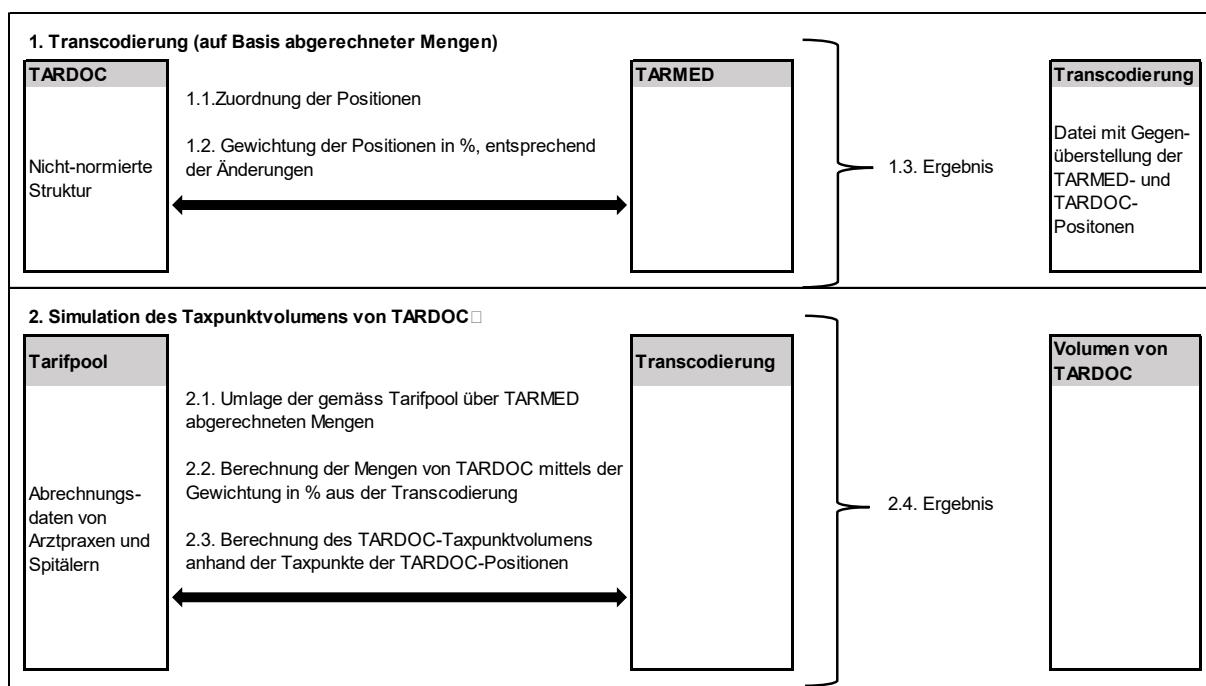 1. Transcodierung (auf Basis abgerechneter Mengen)
TARDOC
Nicht-normierte
Struktur
1.1.Zuordnung der Positionen
1.2. Gewichtung der Positionen in %, entsprechend
der Änderungen
TARMED
1.3. Ergebnis
Transcodierung
Datei mit Gegen-
überstellung der
TARMED- und
TARDOC-
Positonen
2. Simulation des Taxpunktvolumens von TARDOC□
Tarifpool
Abrechnungs-
daten von
Arztpraxen und
Spitälern
2.1. Umlage der gemäss Tarifpool über TARMED
abgerechneten Mengen
2.2. Berechnung der Mengen von TARDOC mittels der
Gewichtung in % aus der Transcodierung
2.3. Berechnung des TARDOC-Taxpunktvolumens
anhand der Taxpunkte der TARDOC-Positionen
Transcodierung
2.4. Ergebnis
Volumen von
TARDOC